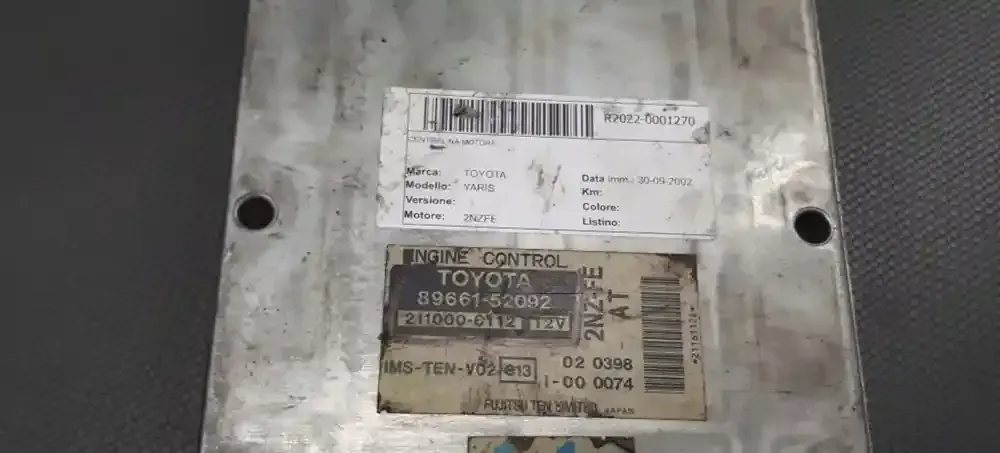 R2022-0001270
CENTRALINA MOTORE
Marca: TOYOTA
Modello: YARIS
Versione:
Motore: 2NZFE
Data imm.: 30-09-2002
Km:
Colore:
Listino:
ENGINE CONTROL
TOYOTA
89661-52092
211000-6112 12V
2NZ-FE
AT
IMS-TEN-V02 e13
02 0398
I-00 0074
FUJITSU TEN LIMITED JAPAN